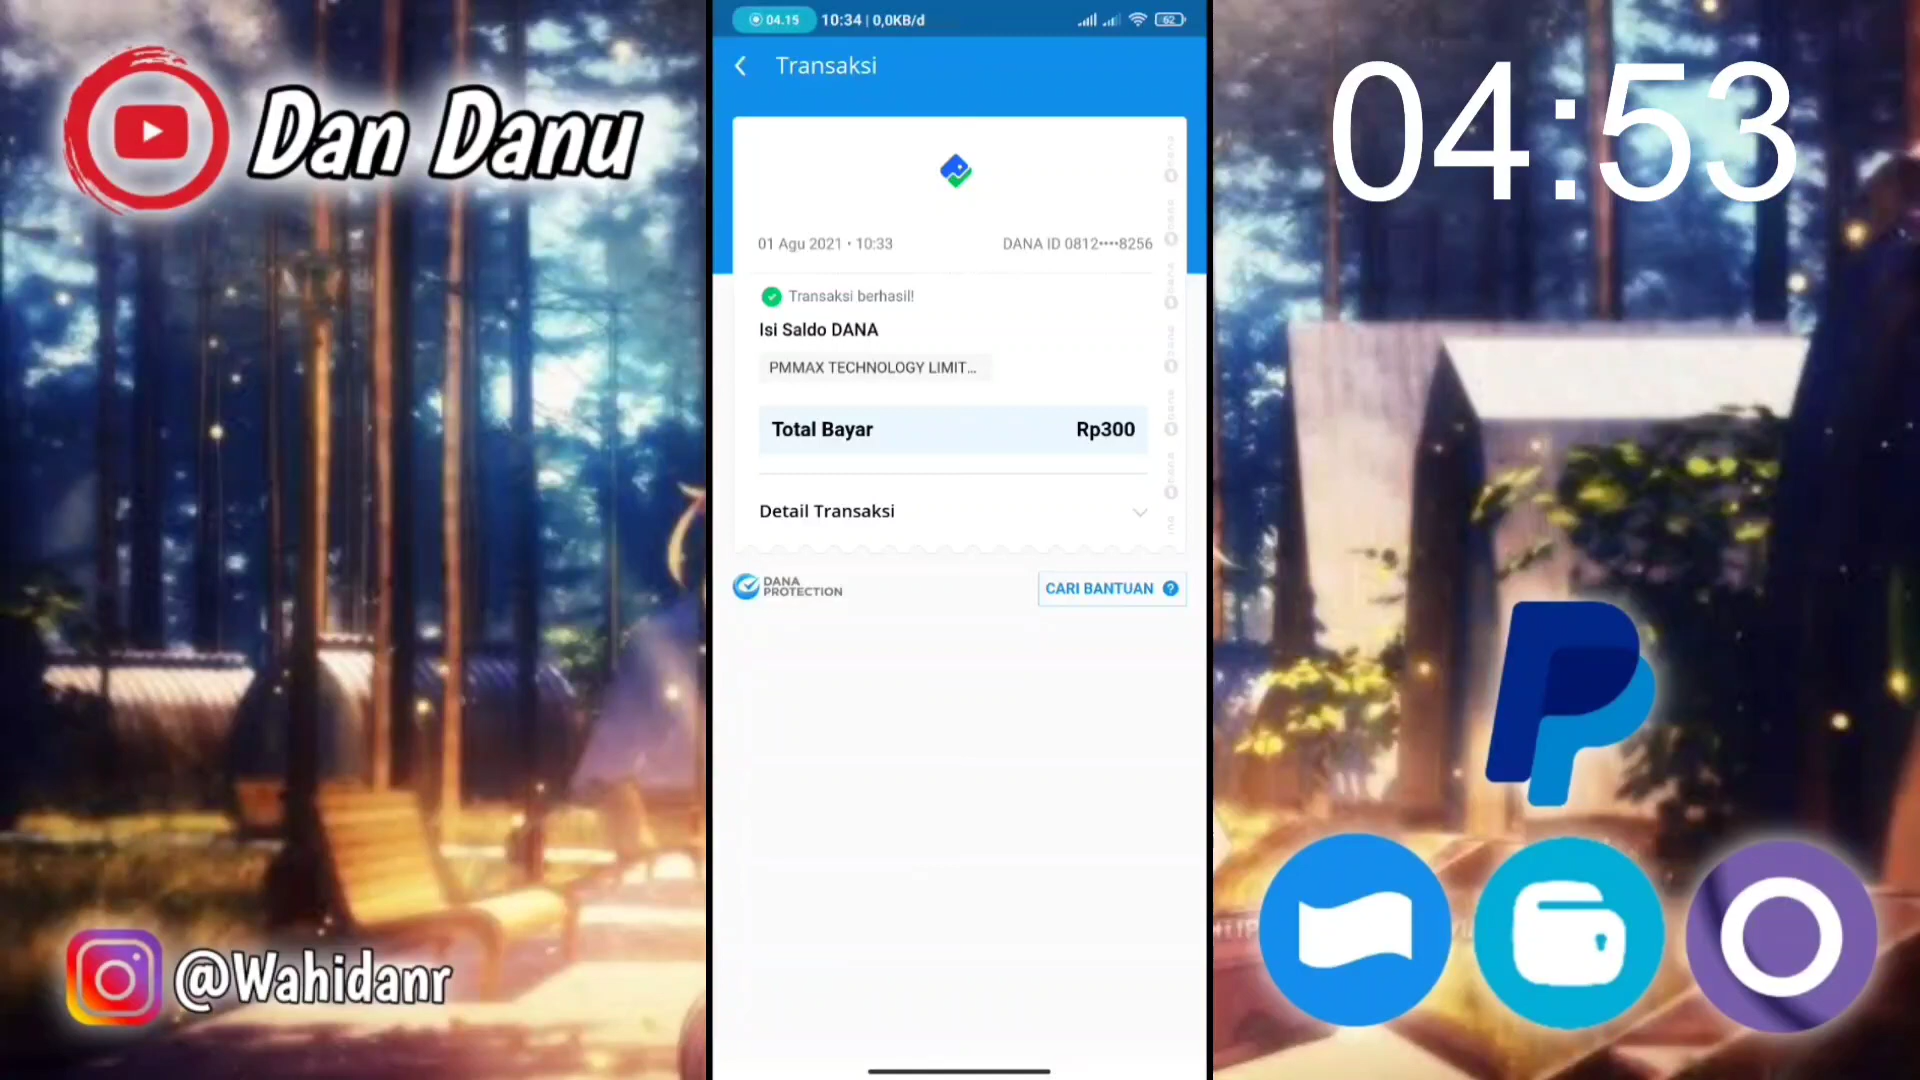 Dan Danu
04.15 10:34 | 0,0KB/d 62
Transaksi
04:53
01 Agu 2021 • 10:33 DANA ID 0812••••8256
Transaksi berhasil!
Isi Saldo DANA
PMMAX TECHNOLOGY LIMIT...
Total Bayar Rp300
Detail Transaksi
DANA PROTECTION
CARI BANTUAN ?
@Wahidanr